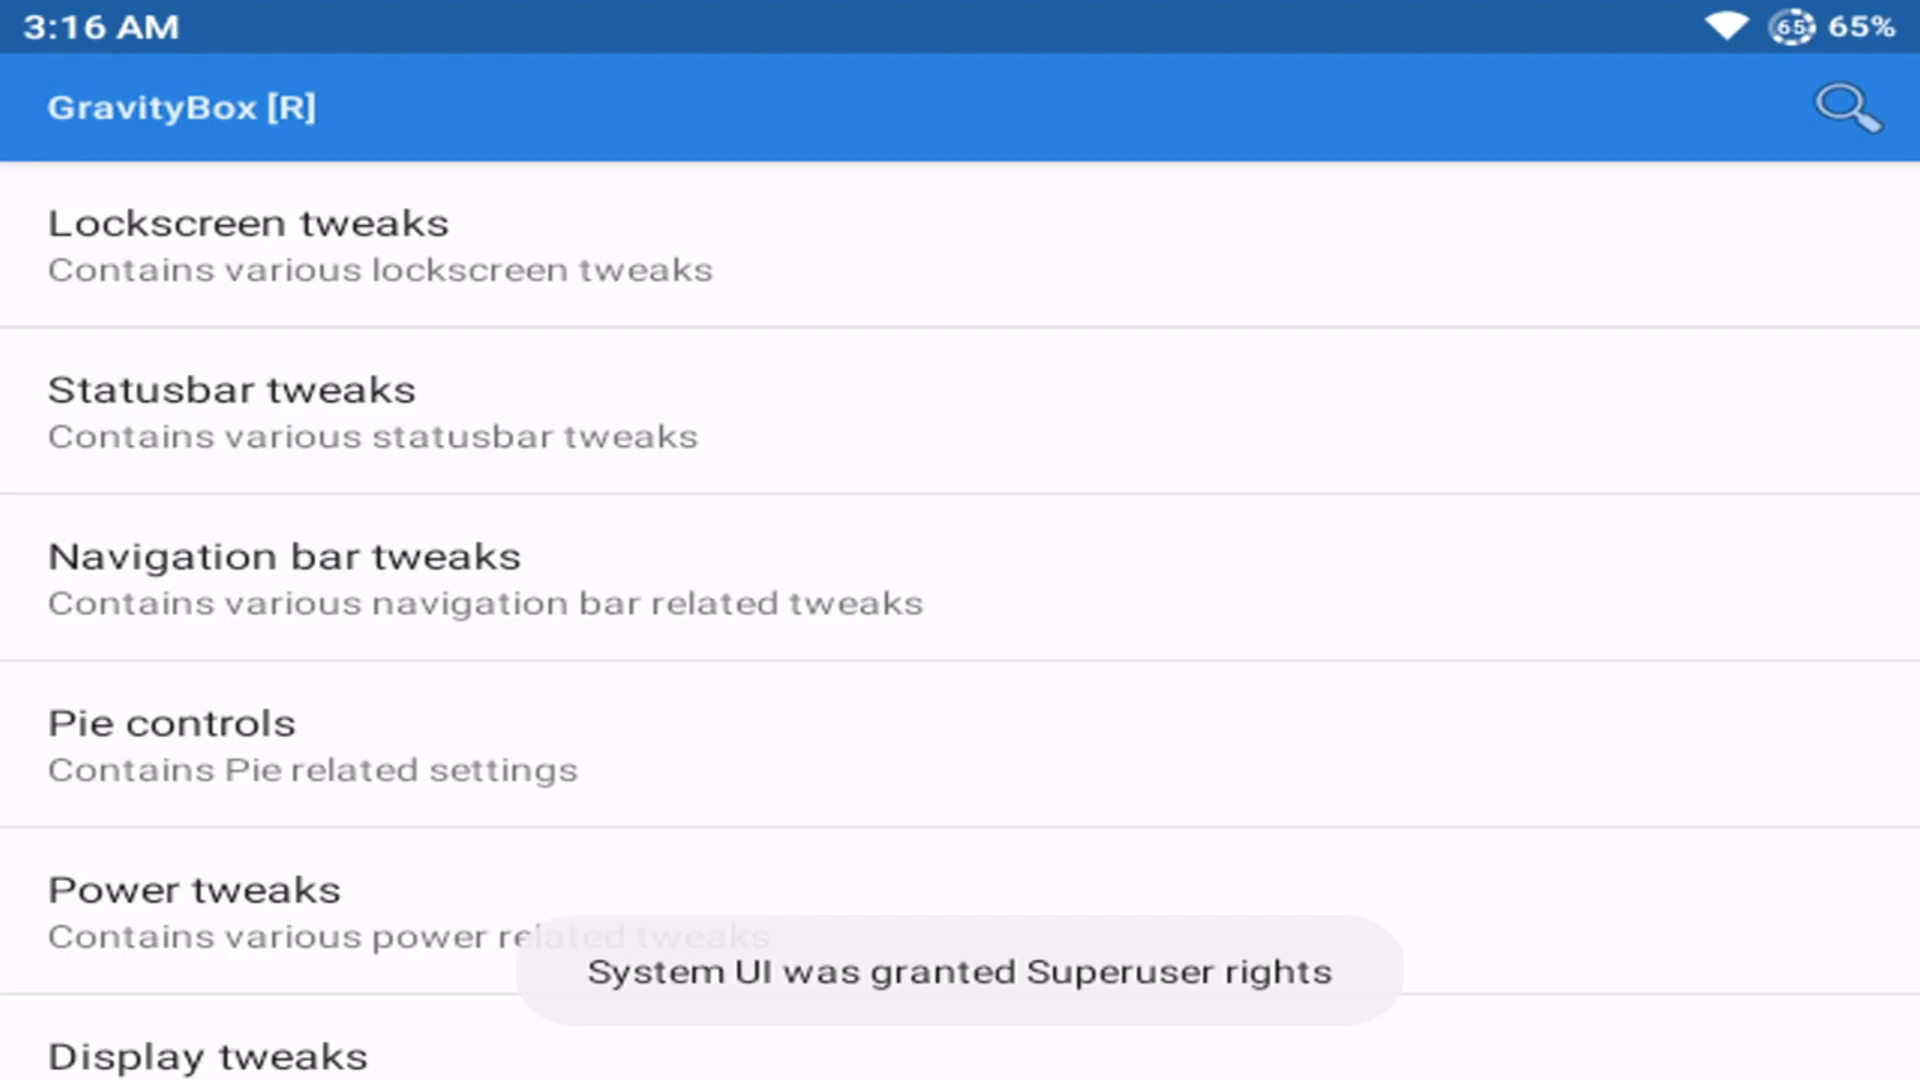 3:16 AM
65 65%
GravityBox [R]
Lockscreen tweaks
Contains various lockscreen tweaks
Statusbar tweaks
Contains various statusbar tweaks
Navigation bar tweaks
Contains various navigation bar related tweaks
Pie controls
Contains Pie related settings
Power tweaks
Contains various power related tweaks
System UI was granted Superuser rights
Display tweaks